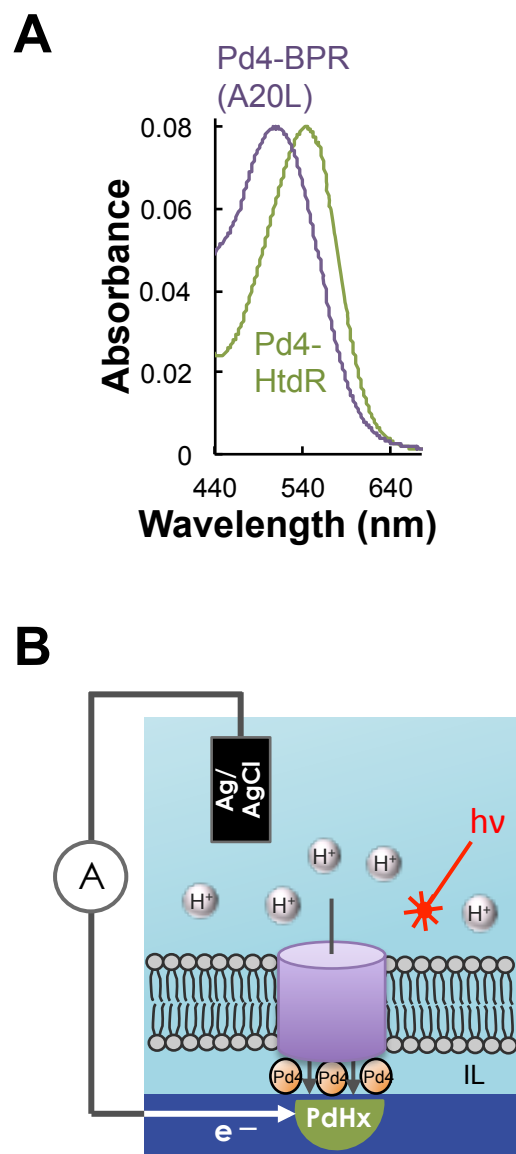 A
Pd4-BPR
(A20L)
0.08
0.06
0.04
0.02
0
Absorbance
Pd4-
HtdR
440 540 640
Wavelength (nm)
B
Ag/
AgCl
hν
A
H⁺
H⁺
H⁺
H⁺
H⁺
Pd4 Pd4 Pd4
IL
PdHx
e⁻